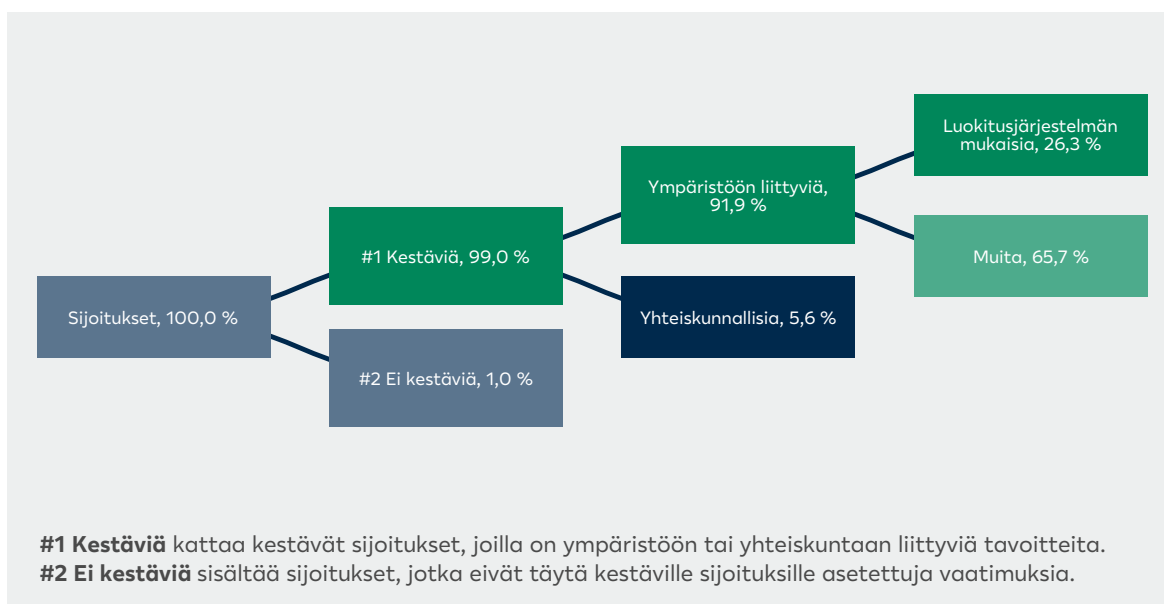 Luokitusjärjestelmän
mukaisia, 26,3 %
Ympäristöön liittyviä,
91,9 %
#1 Kestäviä, 99,0 %
Muita, 65,7 %
Sijoitukset, 100,0 %
Yhteiskunnallisia, 5,6 %
#2 Ei kestäviä, 1,0 %
#1 Kestäviä kattaa kestävät sijoitukset, joilla on ympäristöön tai yhteiskuntaan liittyviä tavoitteita.
#2 Ei kestäviä sisältää sijoitukset, jotka eivät täytä kestäville sijoituksille asetettuja vaatimuksia.